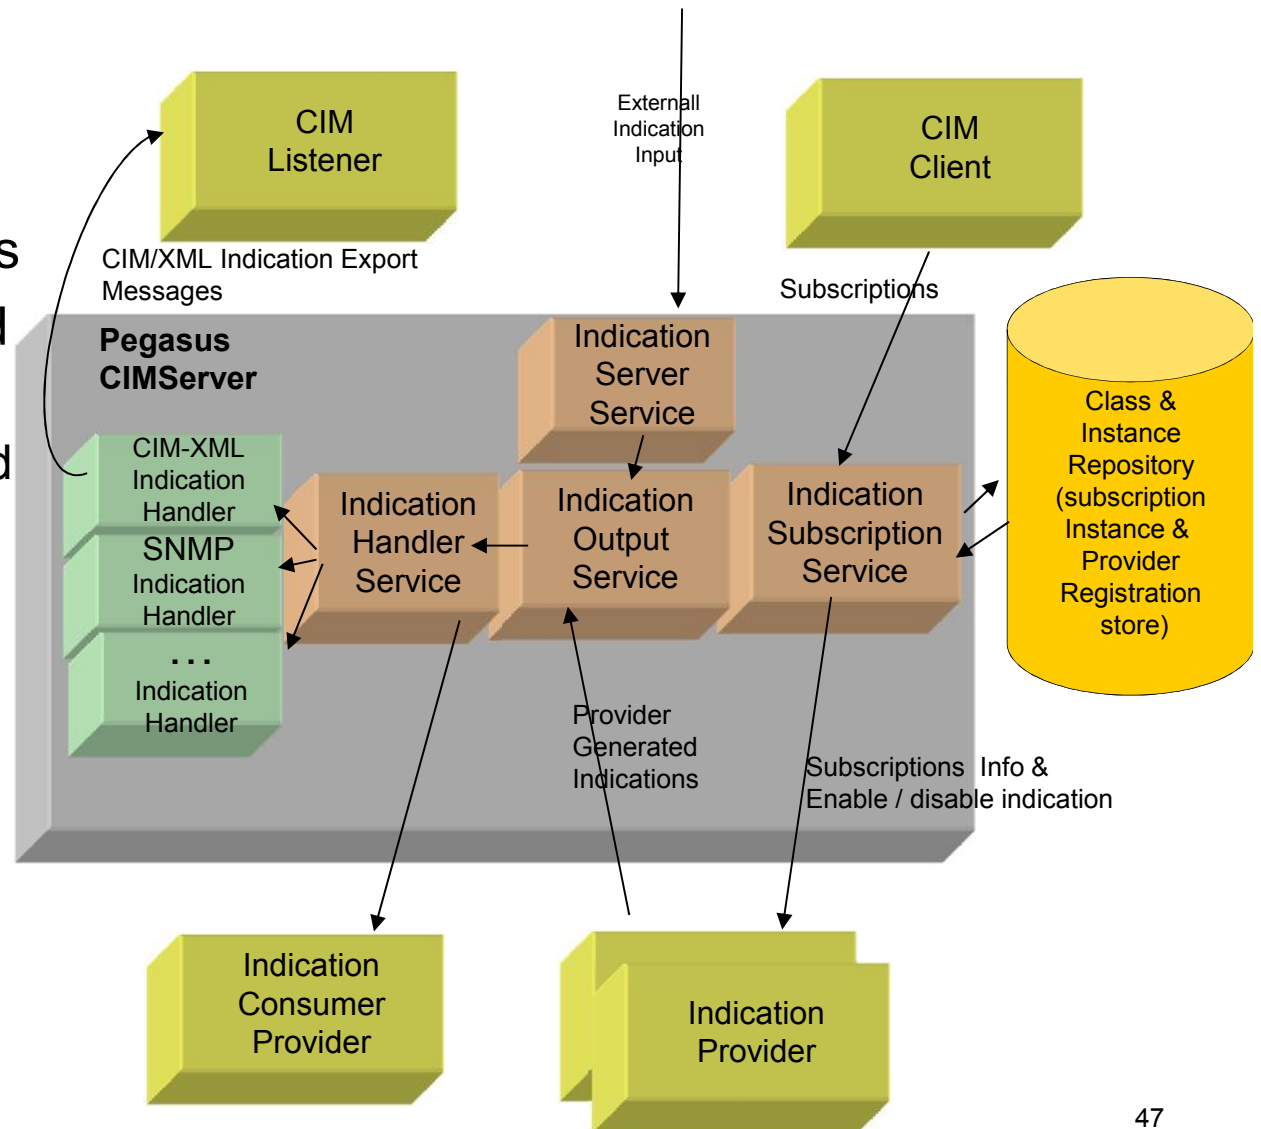 Externall
Indication
Input
CIM
Listener
CIM
Client
s
CIM/XML Indication Export
Messages
Subscriptions
d
Pegasus
CIMServer
Indication
Server
Service
Class &
Instance
Repository
(subscription
Instance &
Provider
Registration
store)
d
CIM-XML
Indication
Handler
SNMP
Indication
Handler
. . .
Indication
Handler
Indication
Handler
Service
Indication
Output
Service
Indication
Subscription
Service
Provider
Generated
Indications
Subscriptions Info &
Enable / disable indication
Indication
Consumer
Provider
Indication
Provider
47